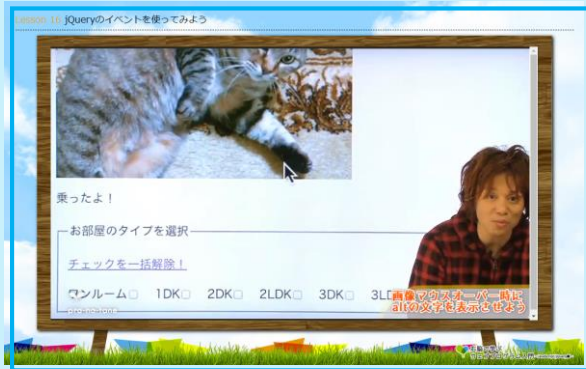 Lesson 16 jQueryのイベントを使ってみよう
乗ったよ！
お部屋のタイプを選択
チェックを一括解除！
ワンルーム 1DK 2DK 2LDK 3DK
画像マウスオーバー時に
altの文字を表示させよう